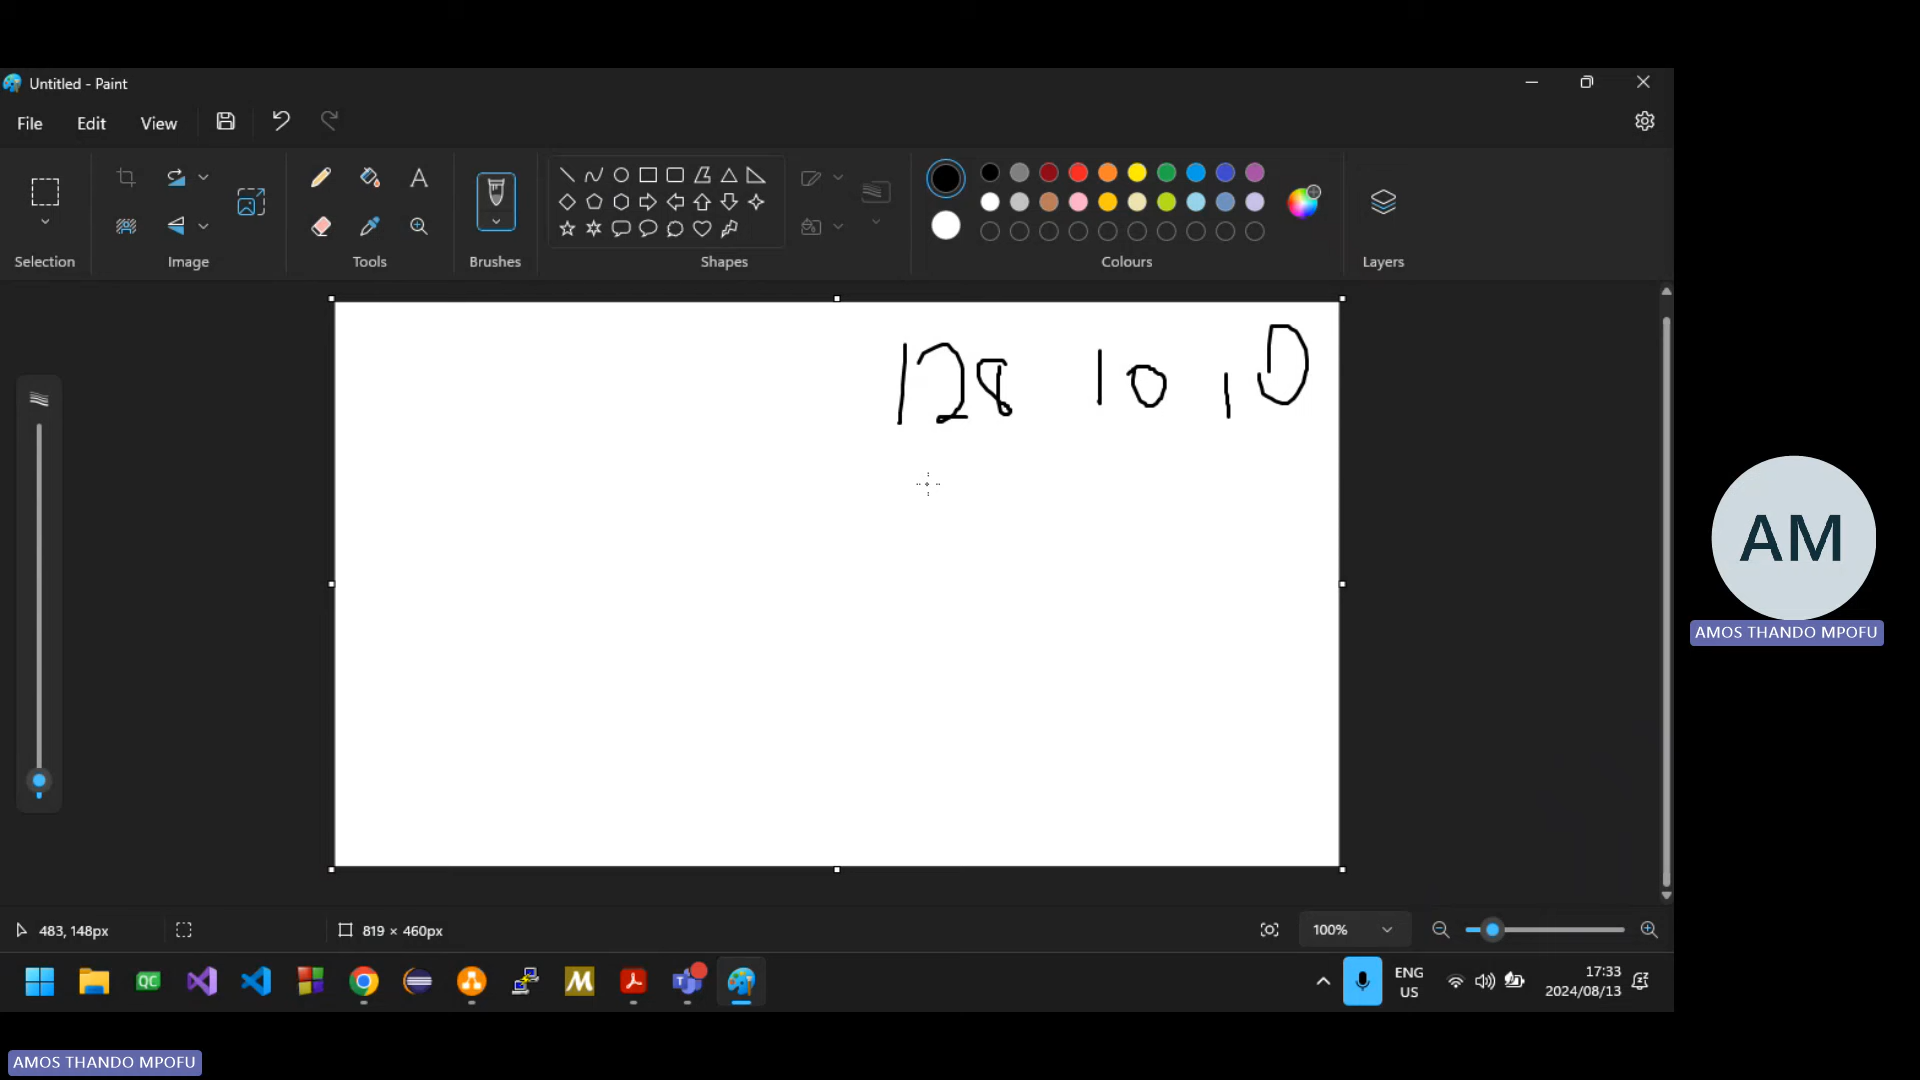 Untitled - Paint
File Edit View
Selection Image Tools Brushes Shapes Colours Layers
128 10 10
AM
AMOS THANDO MPOFU
483, 148px 819 × 460px 100%
QC M T ENG 17:33
US 2024/08/13
AMOS THANDO MPOFU